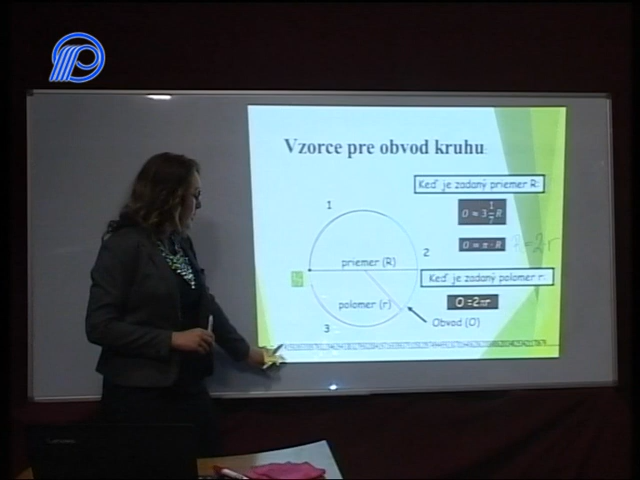 Vzorce pre obvod kruhu:
Keď je zadaný priemer R:
1
O = 3 1/7 R
O = π · R
R = 2·r
2
priemer (R)
Keď je zadaný polomer r:
polomer (r)
O = 2πr
3
Obvod (O)